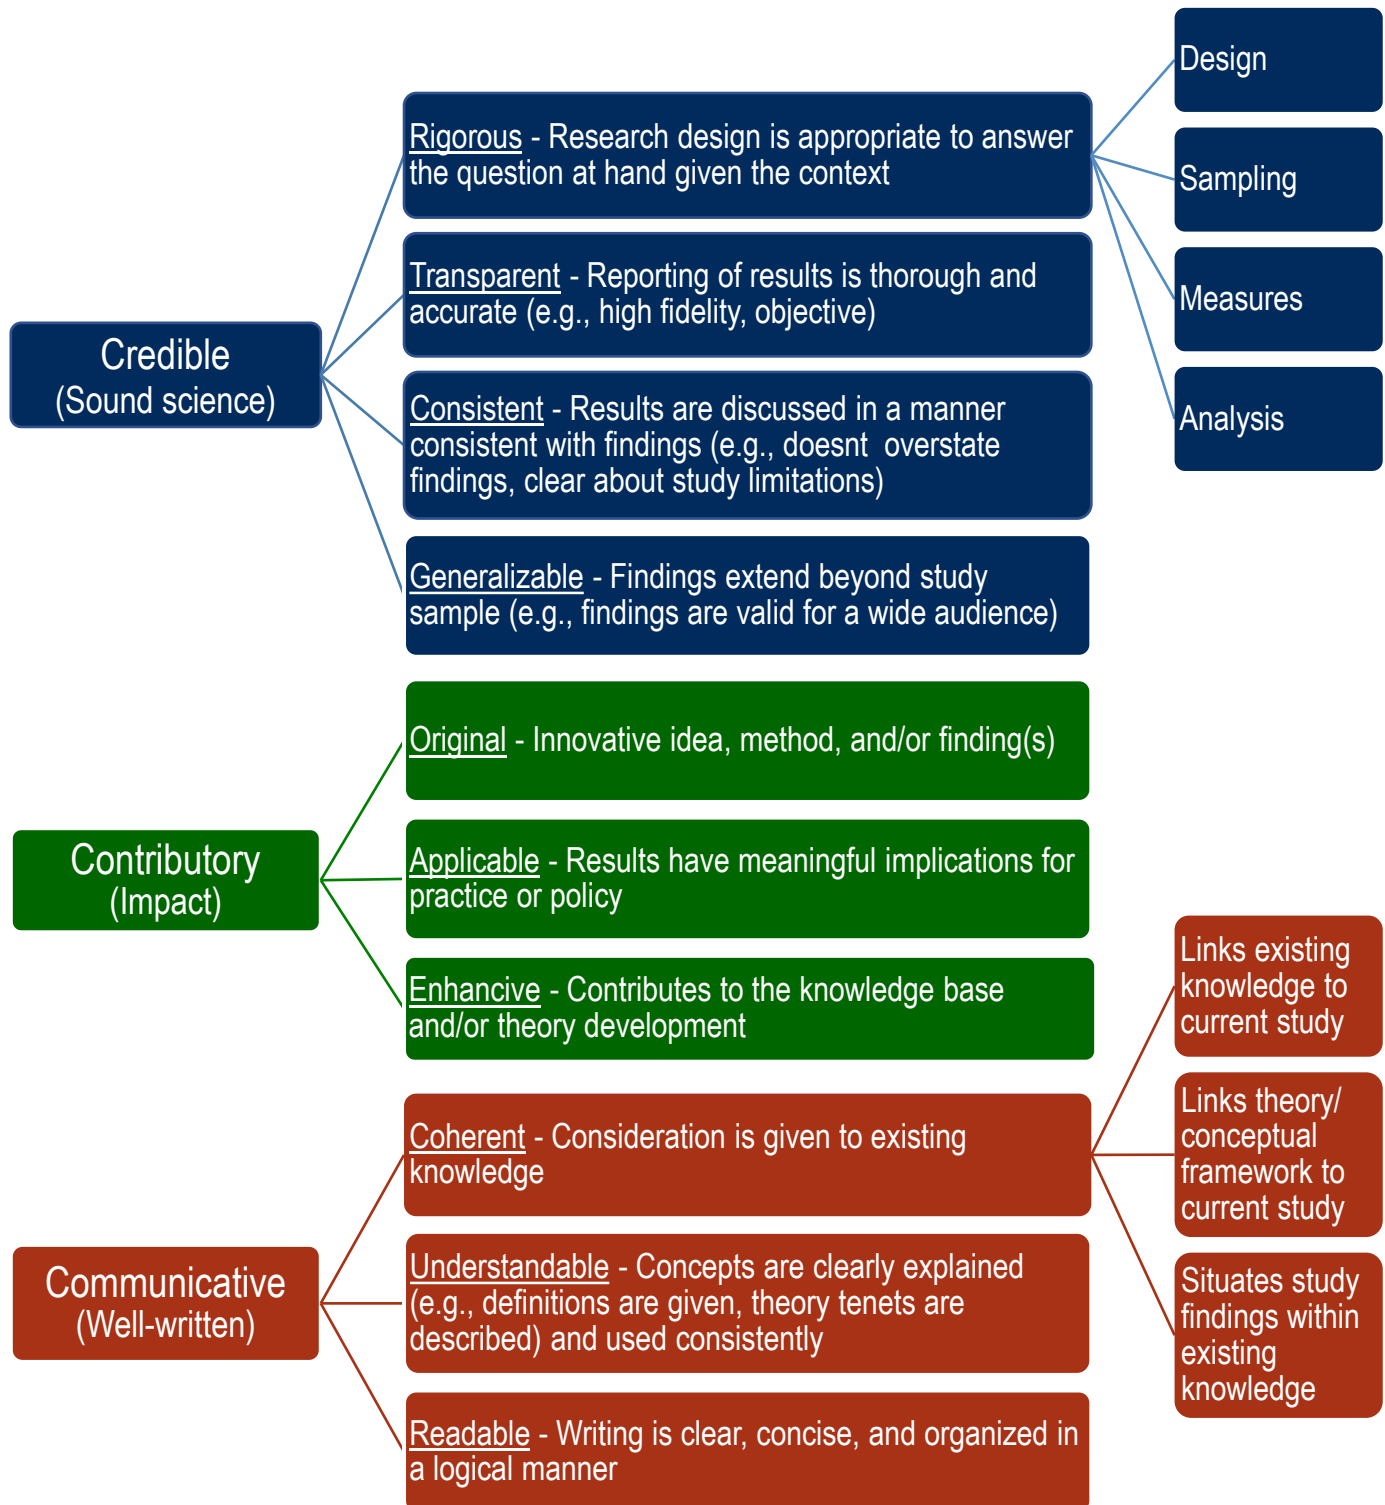 Credible
(Sound science)
Rigorous - Research design is appropriate to answer
the question at hand given the context
Design
Sampling
Measures
Analysis
Transparent - Reporting of results is thorough and
accurate (e.g., high fidelity, objective)
Consistent - Results are discussed in a manner
consistent with findings (e.g., doesnt  overstate
findings, clear about study limitations)
Generalizable - Findings extend beyond study
sample (e.g., findings are valid for a wide audience)
Contributory
(Impact)
Original - Innovative idea, method, and/or finding(s)
Applicable - Results have meaningful implications for
practice or policy
Enhancive - Contributes to the knowledge base
and/or theory development
Communicative
(Well-written)
Coherent - Consideration is given to existing
knowledge
Links existing
knowledge to
current study
Links theory/
conceptual
framework to
current study
Situates study
findings within
existing
knowledge
Understandable - Concepts are clearly explained
(e.g., definitions are given, theory tenets are
described) and used consistently
Readable - Writing is clear, concise, and organized in
a logical manner